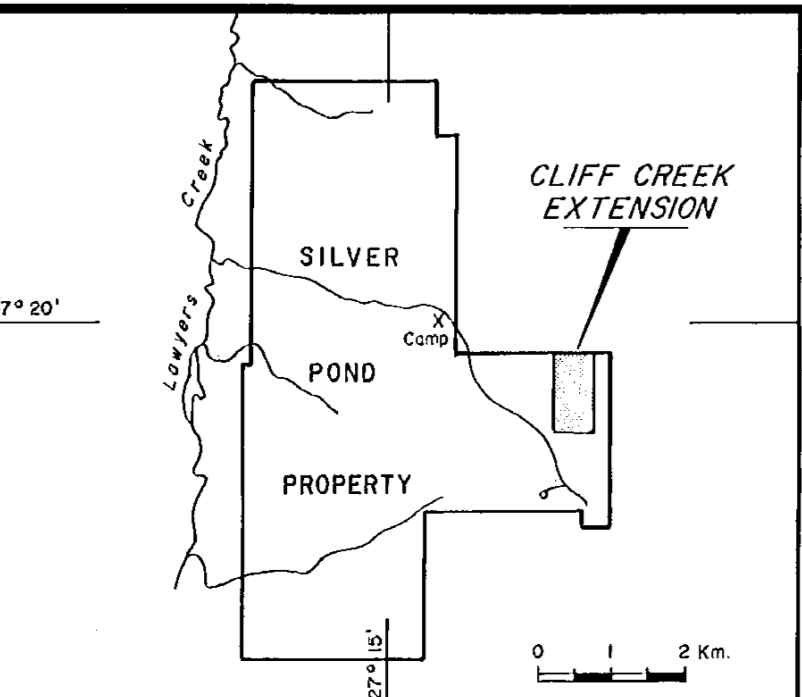 Creek
CLIFF CREEK
EXTENSION
SILVER
7° 20'
Lawyers
X
Camp
POND
PROPERTY
27° 15'
0 1 2 Km.